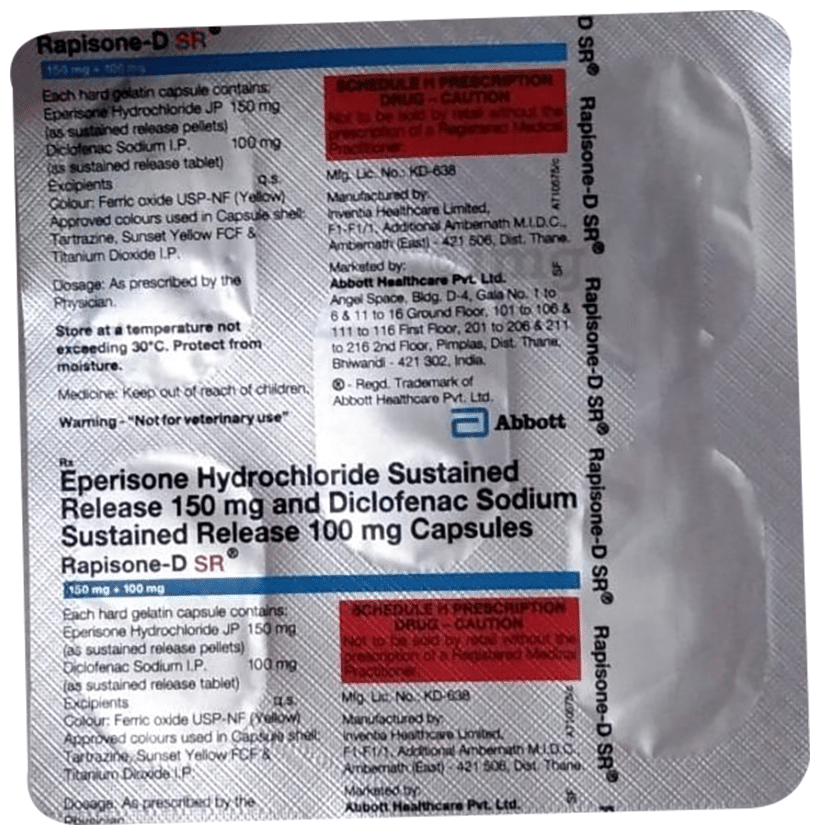 Rapisone-D SR®
150 mg + 100 mg
Each hard gelatin capsule contains:
Eperisone Hydrochloride JP 150 mg
(as sustained release pellets)
Diclofenac Sodium I.P. 100 mg
(as sustained release tablet)
Excipients q.s.
Colour: Ferric oxide USP-NF (Yellow)
Approved colours used in Capsule shell:
Tartrazine, Sunset Yellow FCF &
Titanium Dioxide I.P.
Dosage: As prescribed by the
Physician.
Store at a temperature not
exceeding 30°C. Protect from
moisture.
Medicine: Keep out of reach of children.
Warning - "Not for veterinary use"
SCHEDULE H PRESCRIPTION
DRUG - CAUTION
Not to be sold by retail without the
prescription of a Registered Medical
Practitioner
Mfg. Lic. No.: KD-638
Manufactured by:
Inventia Healthcare Limited,
F1-F1/1, Additional Ambernath M.I.D.C.,
Ambernath (East) - 421 506, Dist. Thane.
Marketed by:
Abbott Healthcare Pvt. Ltd.
Angel Space, Bldg. D-4, Gala No. 1 to
6 & 11 to 16 Ground Floor, 101 to 106 &
111 to 116 First Floor, 201 to 206 & 211
to 216 2nd Floor, Pimplas, Dist. Thane,
Bhiwandi - 421 302, India.
® - Regd. Trademark of
Abbott Healthcare Pvt. Ltd.
Abbott
SF
D SR® Rapisone-D SR® Rapisone-D SR® Rapisone-D SR® Rapisone-D SR®
Rx
Eperisone Hydrochloride Sustained
Release 150 mg and Diclofenac Sodium
Sustained Release 100 mg Capsules
Rapisone-D SR®
150 mg + 100 mg
Each hard gelatin capsule contains:
Eperisone Hydrochloride JP 150 mg
(as sustained release pellets)
Diclofenac Sodium I.P. 100 mg
(as sustained release tablet)
Excipients q.s.
Colour: Ferric oxide USP-NF (Yellow)
Approved colours used in Capsule shell:
Tartrazine, Sunset Yellow FCF &
Titanium Dioxide I.P.
Dosage: As prescribed by the
Physician
SCHEDULE H PRESCRIPTION
DRUG - CAUTION
Not to be sold by retail without the
prescription of a Registered Medical
Practitioner
Mfg. Lic. No.: KD-638
Manufactured by:
Inventia Healthcare Limited,
F1-F1/1, Additional Ambernath M.I.D.C.,
Ambernath (East) - 421 506, Dist. Thane.
Marketed by:
Abbott Healthcare Pvt. Ltd.
SF